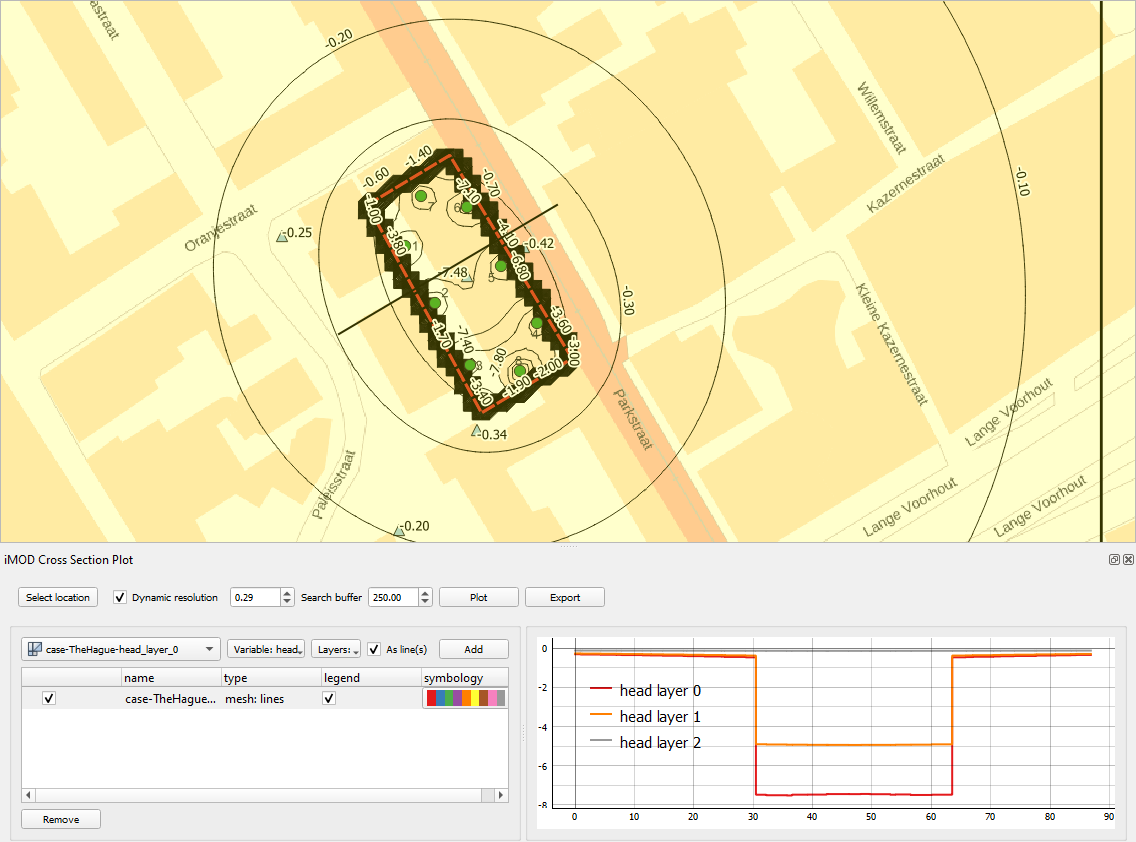 astraat
-0.20
Willemstraat
-1.40
-0.60
-0.70
-7.10
Kazernestraat
-0.10
-1.00
7
6
Oranjestraat
-0.25
-3.80
1
-4.10
-0.42
-6.80
-7.48
5
2
-0.30
Kleine Kazernestraat
-3.60
-1.70
-7.40
4
-3.00
-7.80
8
3
-2.00
-1.90
-3.40
Parkstraat
Lange Voorhout
-0.34
Paleisstraat
Lange Voorhout
Lange Voorhout
-0.20
iMOD Cross Section Plot
Select location
Dynamic resolution
0.29
Search buffer
250.00
Plot
Export
case-TheHague-head_layer_0
Variable: head
Layers:
As line(s)
Add
name
type
legend
symbology
case-TheHague...
mesh: lines
Remove
0
-2
-4
-6
-8
head layer 0
head layer 1
head layer 2
0 10 20 30 40 50 60 70 80 90